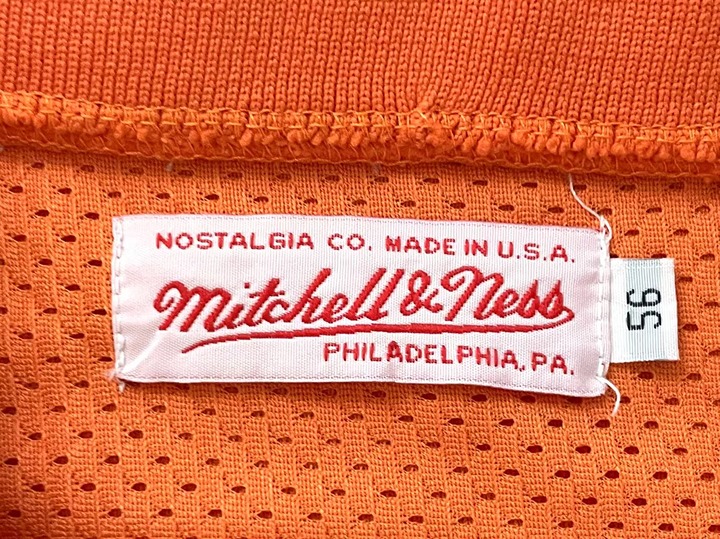 NOSTALGIA CO. MADE IN U.S.A.
Mitchell & Ness
PHILADELPHIA, PA.
56